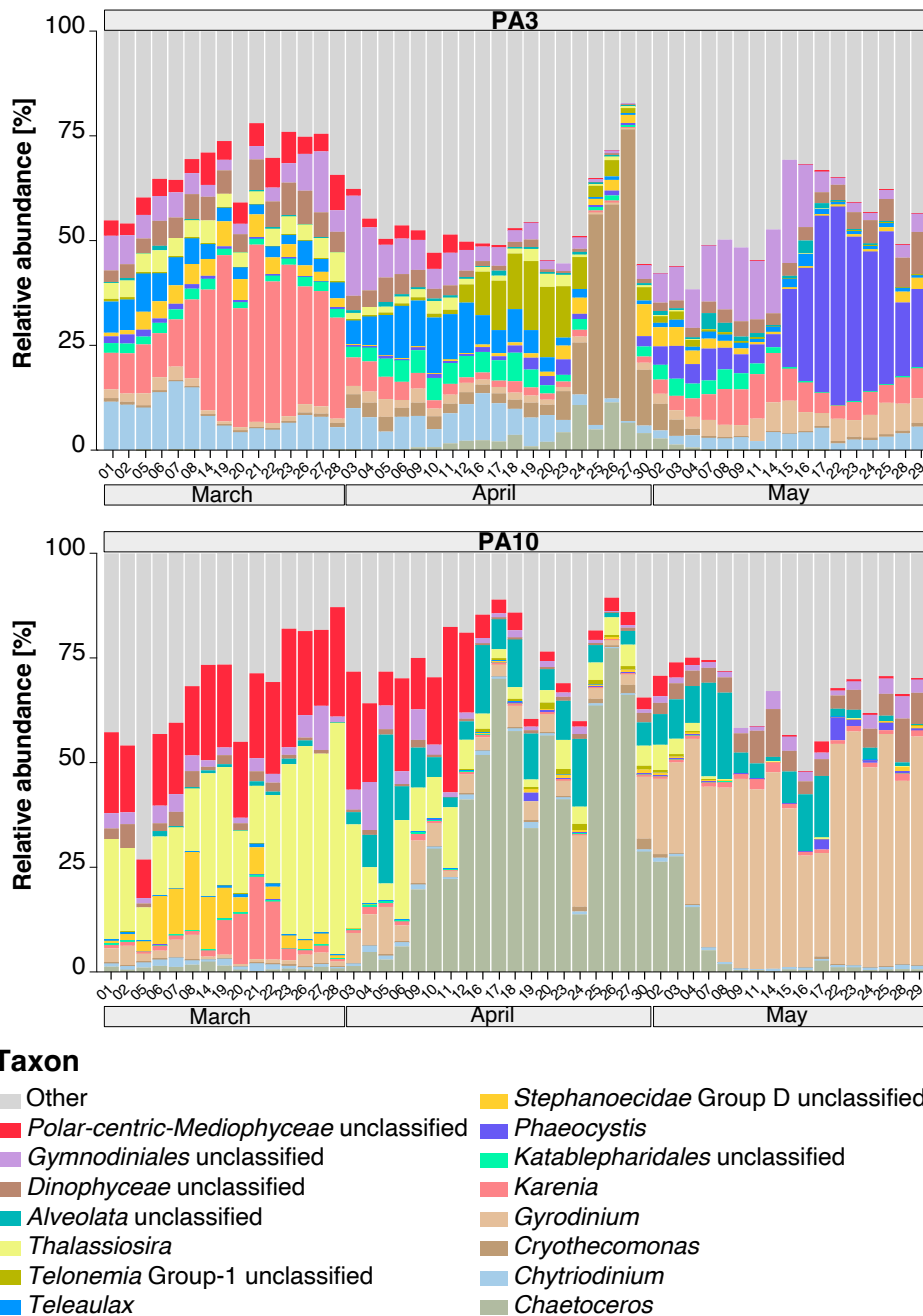 PA3
100
75
50
25
0
Relative abundance [%]
01 02 05 06 07 08 14 19 20 21 22 23 26 27 28 03 04 05 06 09 10 11 12 16 17 18 19 20 23 24 25 26 27 30 02 03 04 07 08 09 11 14 15 16 17 22 23 24 25 28 29
March April May
PA10
100
75
50
25
0
Relative abundance [%]
01 02 05 06 07 08 14 19 20 21 22 23 26 27 28 03 04 05 06 09 10 11 12 16 17 18 19 20 23 24 25 26 27 30 02 03 04 07 08 09 11 14 15 16 17 22 23 24 25 28 29
March April May
Taxon
Other
Polar-centric-Mediophyceae unclassified
Gymnodiniales unclassified
Dinophyceae unclassified
Alveolata unclassified
Thalassiosira
Telonemia Group-1 unclassified
Teleaulax
Stephanoecidae Group D unclassified
Phaeocystis
Katablepharidales unclassified
Karenia
Gyrodinium
Cryothecomonas
Chytriodinium
Chaetoceros